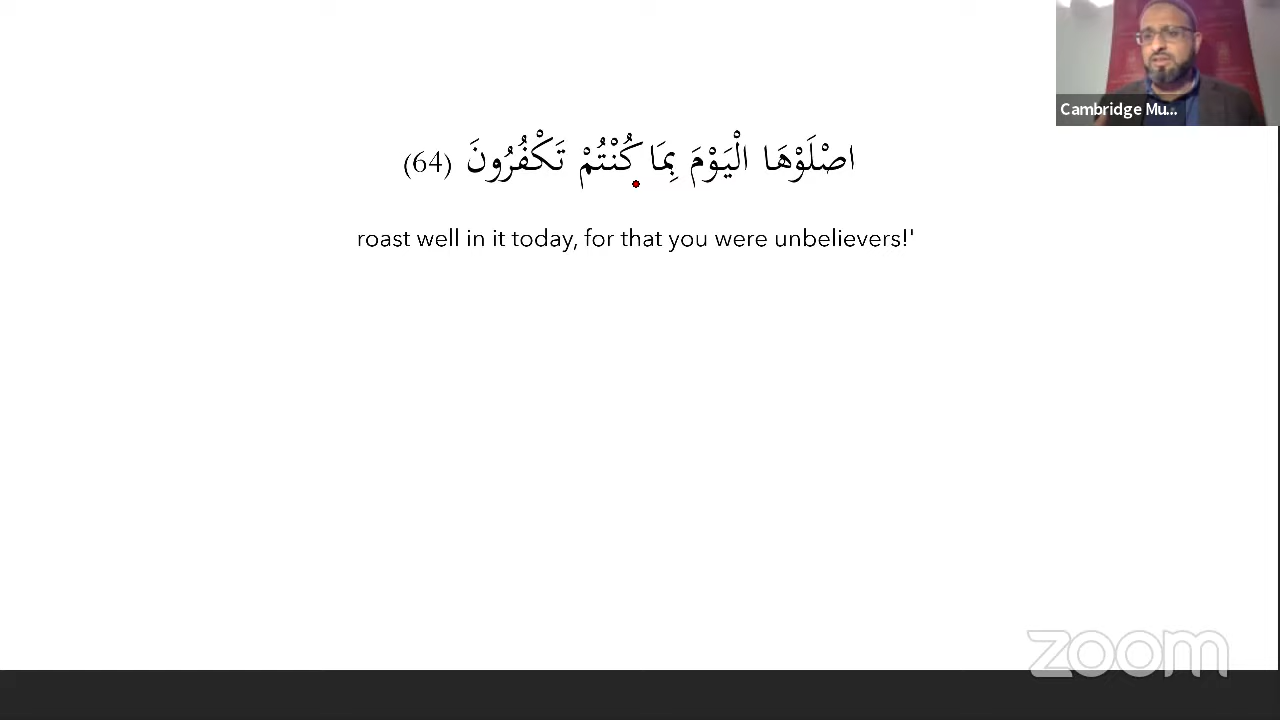 Cambridge Mu...
اصْلَوْهَا الْيَوْمَ بِمَا كُنْتُمْ تَكْفُرُونَ (64)
roast well in it today, for that you were unbelievers!'
zoom